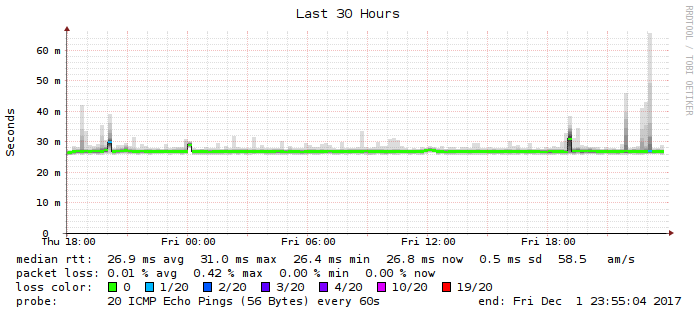 Last 30 Hours
RRDTOOL / TOBI OETIKER
Seconds
60 m
50 m
40 m
30 m
20 m
10 m
0
Thu 18:00 Fri 00:00 Fri 06:00 Fri 12:00 Fri 18:00
median rtt: 26.9 ms avg 31.0 ms max 26.4 ms min 26.8 ms now 0.5 ms sd 58.5 am/s
packet loss: 0.01 % avg 0.42 % max 0.00 % min 0.00 % now
loss color: 0 1/20 2/20 3/20 4/20 10/20 19/20
probe: 20 ICMP Echo Pings (56 Bytes) every 60s end: Fri Dec 1 23:55:04 2017